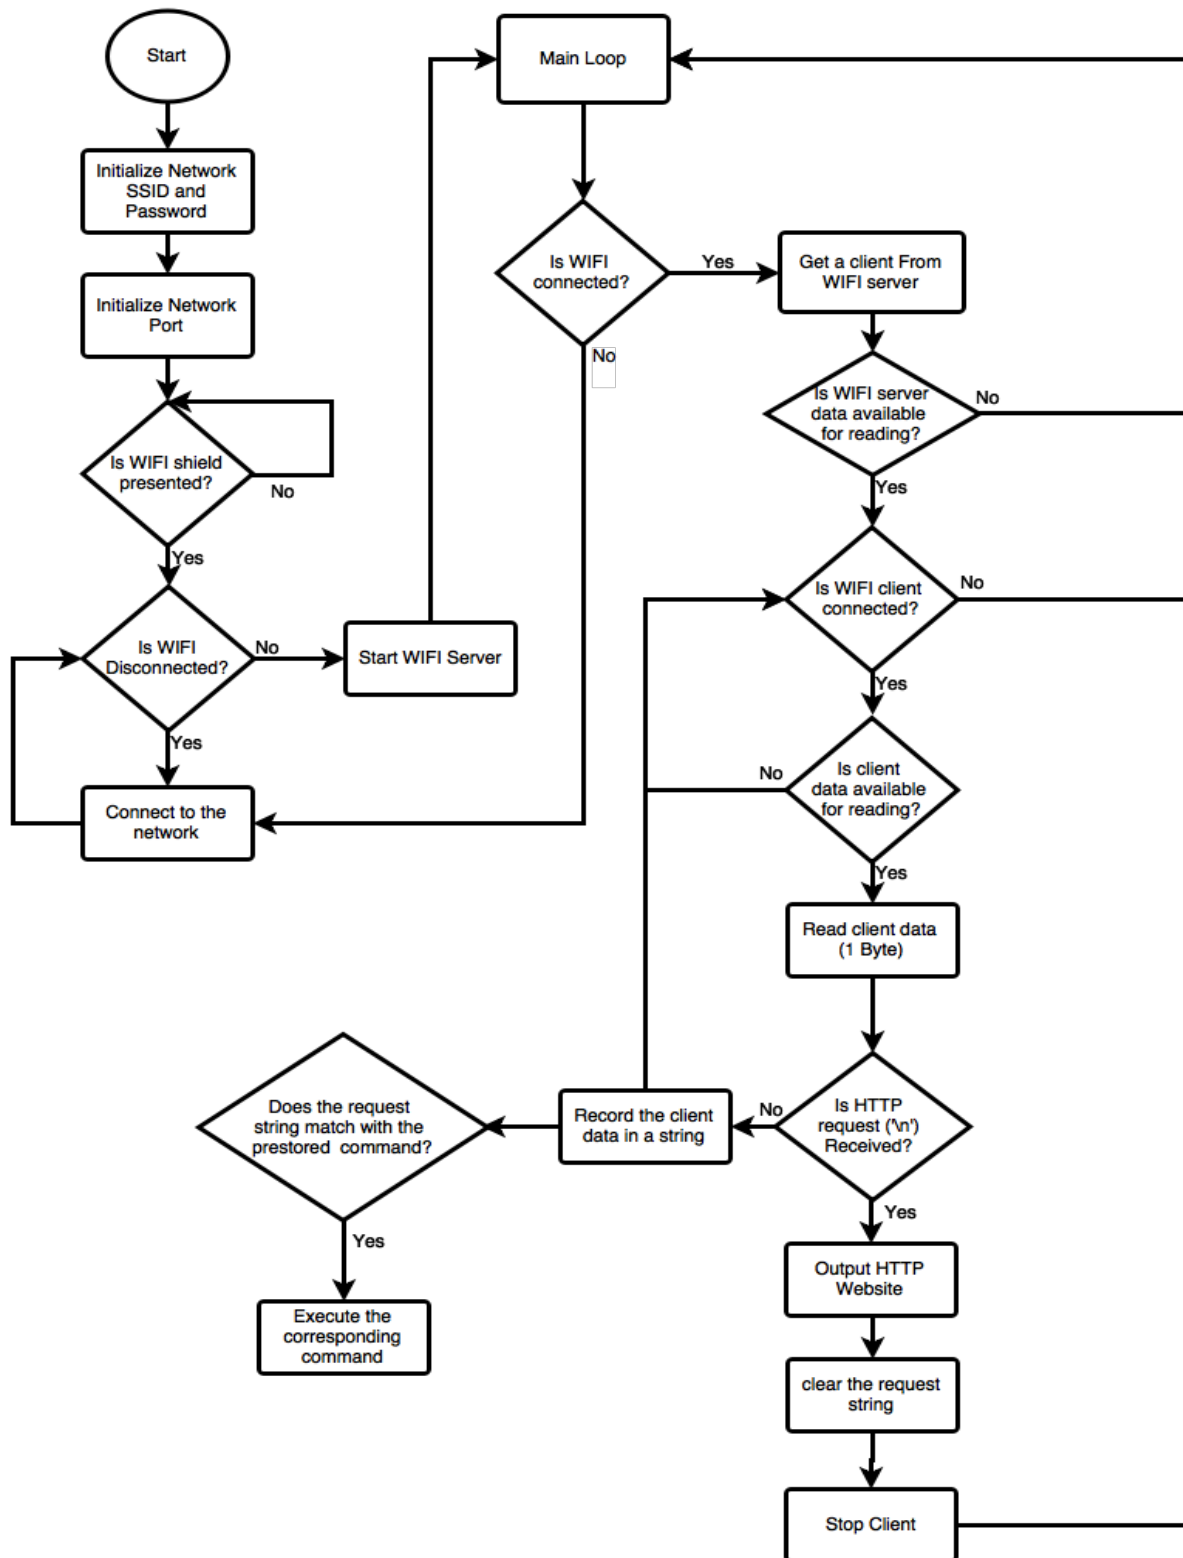 Start
Initialize Network
SSID and
Password
Initialize Network
Port
Is WIFI shield
presented?
No
Yes
Is WIFI
Disconnected?
No
Yes
Start WIFI Server
Connect to the
network
Main Loop
Is WIFI
connected?
Yes
No
Get a client From
WIFI server
Is WIFI server
data available
for reading?
No
Yes
Is WIFI client
connected?
No
Yes
Is client
data available
for reading?
No
Yes
Read client data
(1 Byte)
Is HTTP
request ('\n')
Received?
No
Yes
Record the client
data in a string
Does the request
string match with the
prestored command?
Yes
Execute the
corresponding
command
Output HTTP
Website
clear the request
string
Stop Client